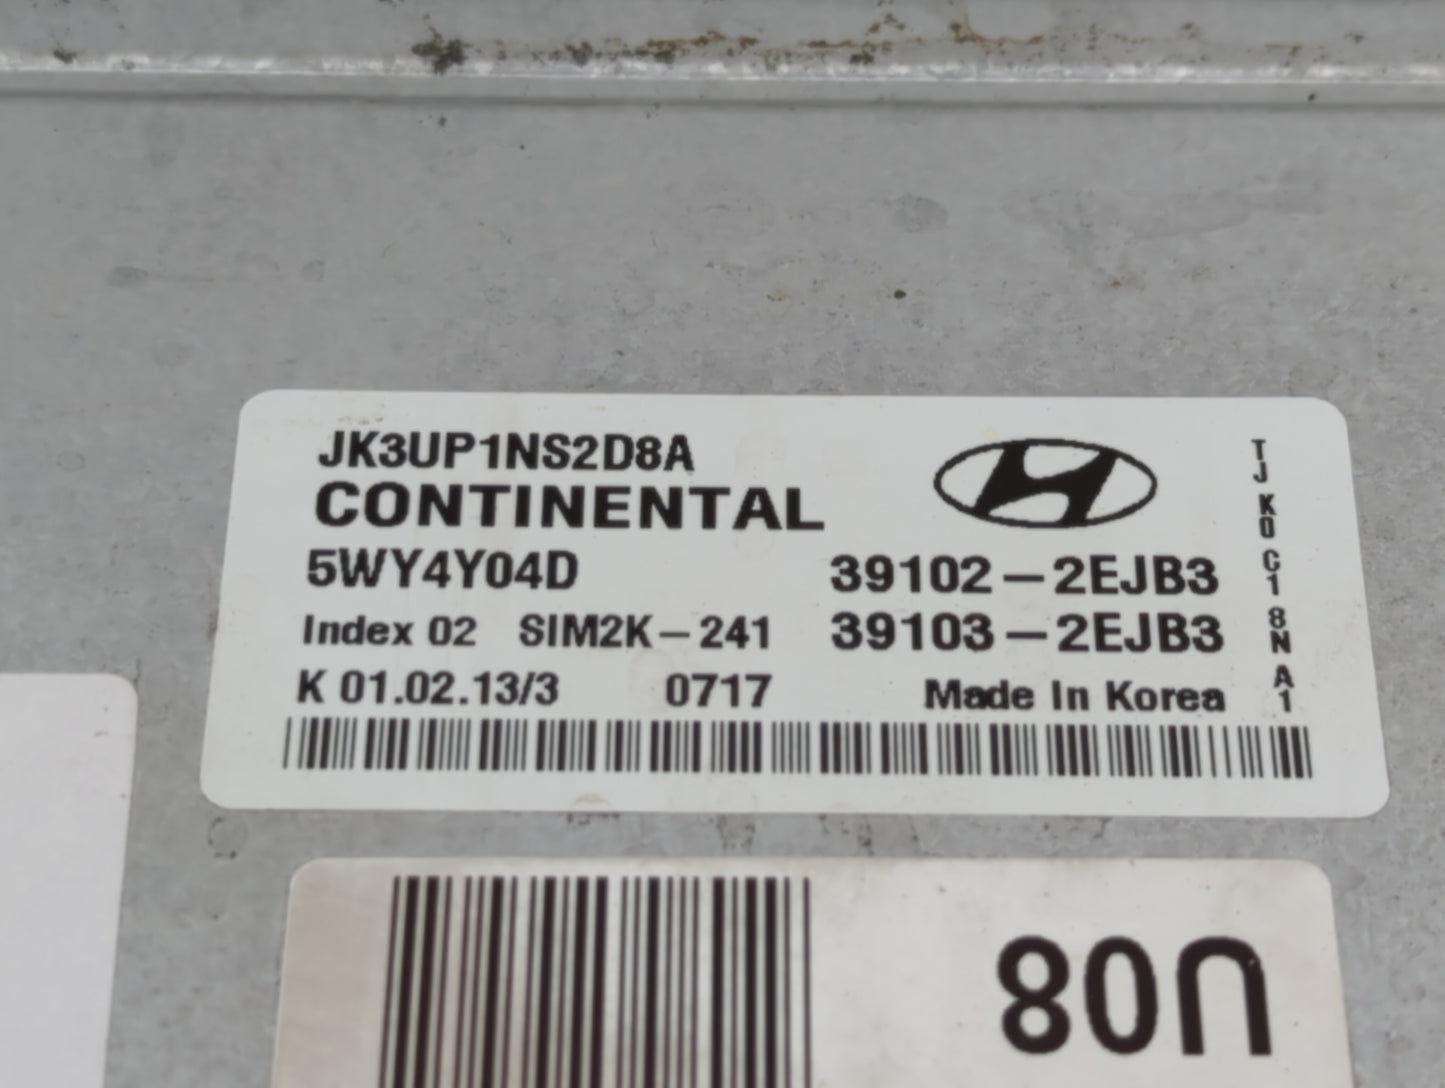 JK3UP1NS2D8A
CONTINENTAL
5WY4Y04D 39102-2EJB3
Index 02 SIM2K-241 39103-2EJB3
K 01.02.13/3 0717 Made In Korea
TJ K0 C1 8N A1
U08